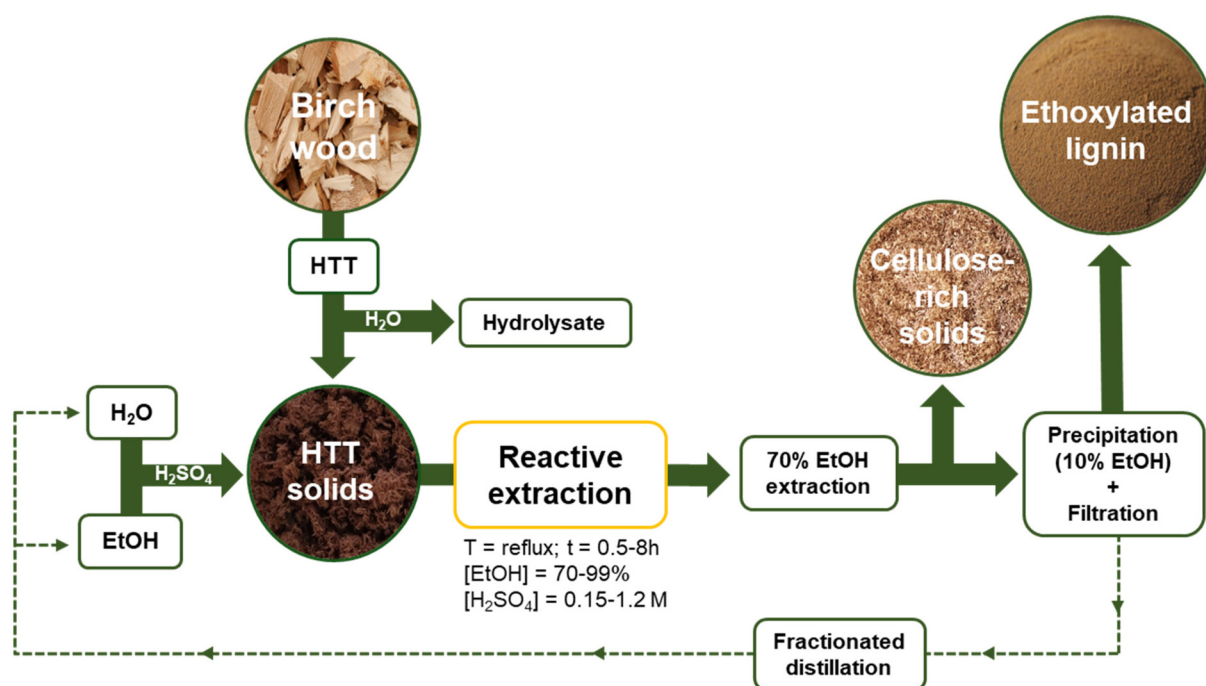 Birch
wood
Ethoxylated
lignin
HTT
Cellulose-
rich
solids
H₂O
Hydrolysate
H₂O
H₂SO₄
EtOH
HTT
solids
Reactive
extraction
70% EtOH
extraction
Precipitation
(10% EtOH)
+
Filtration
T = reflux; t = 0.5-8h
[EtOH] = 70-99%
[H₂SO₄] = 0.15-1.2 M
Fractionated
distillation